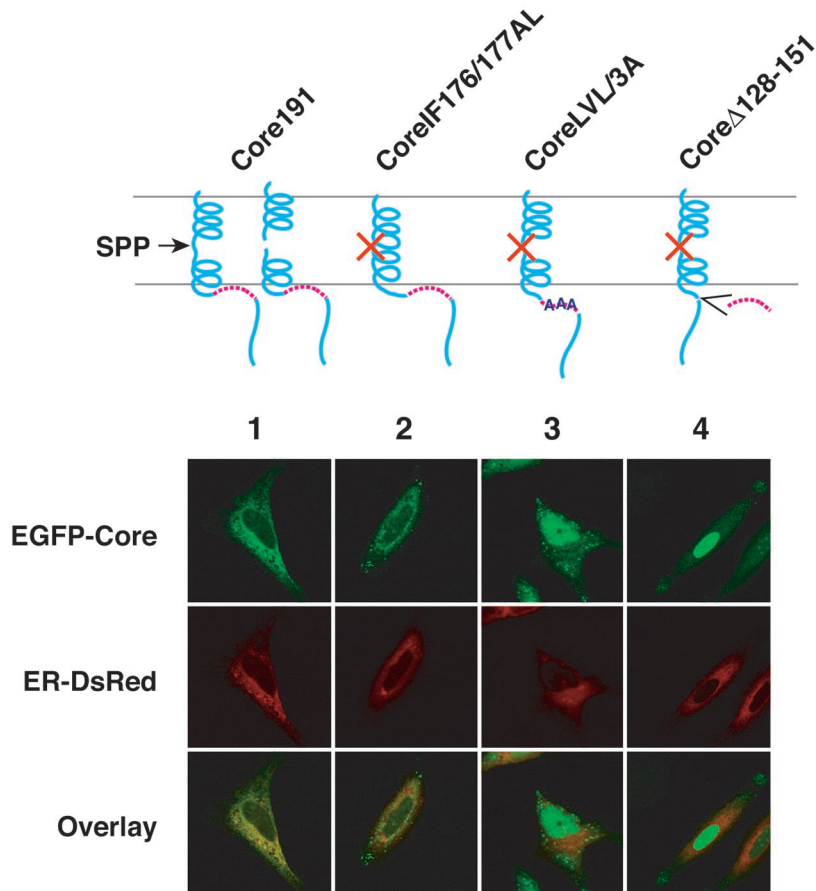 Core191
CoreIF176/177AL
CoreLVL/3A
CoreΔ128-151
SPP
AAA
1 2 3 4
EGFP-Core
ER-DsRed
Overlay